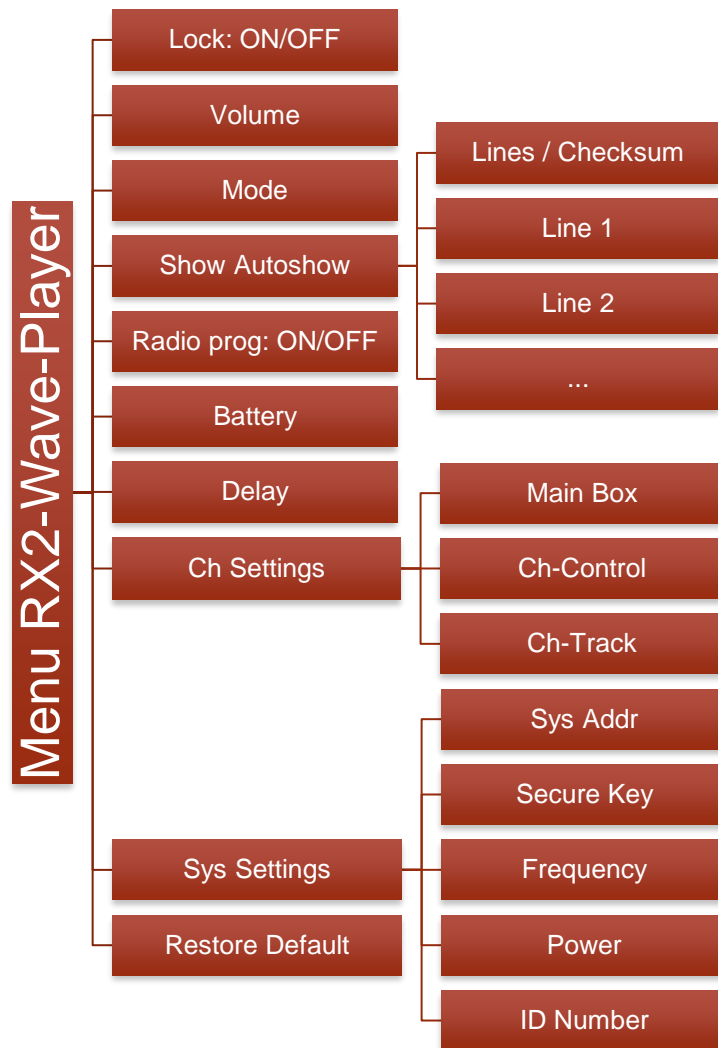 Menu RX2-Wave-Player
Lock: ON/OFF
Volume
Mode
Show Autoshow
Lines / Checksum
Line 1
Line 2
...
Radio prog: ON/OFF
Battery
Delay
Ch Settings
Main Box
Ch-Control
Ch-Track
Sys Settings
Sys Addr
Secure Key
Frequency
Power
ID Number
Restore Default